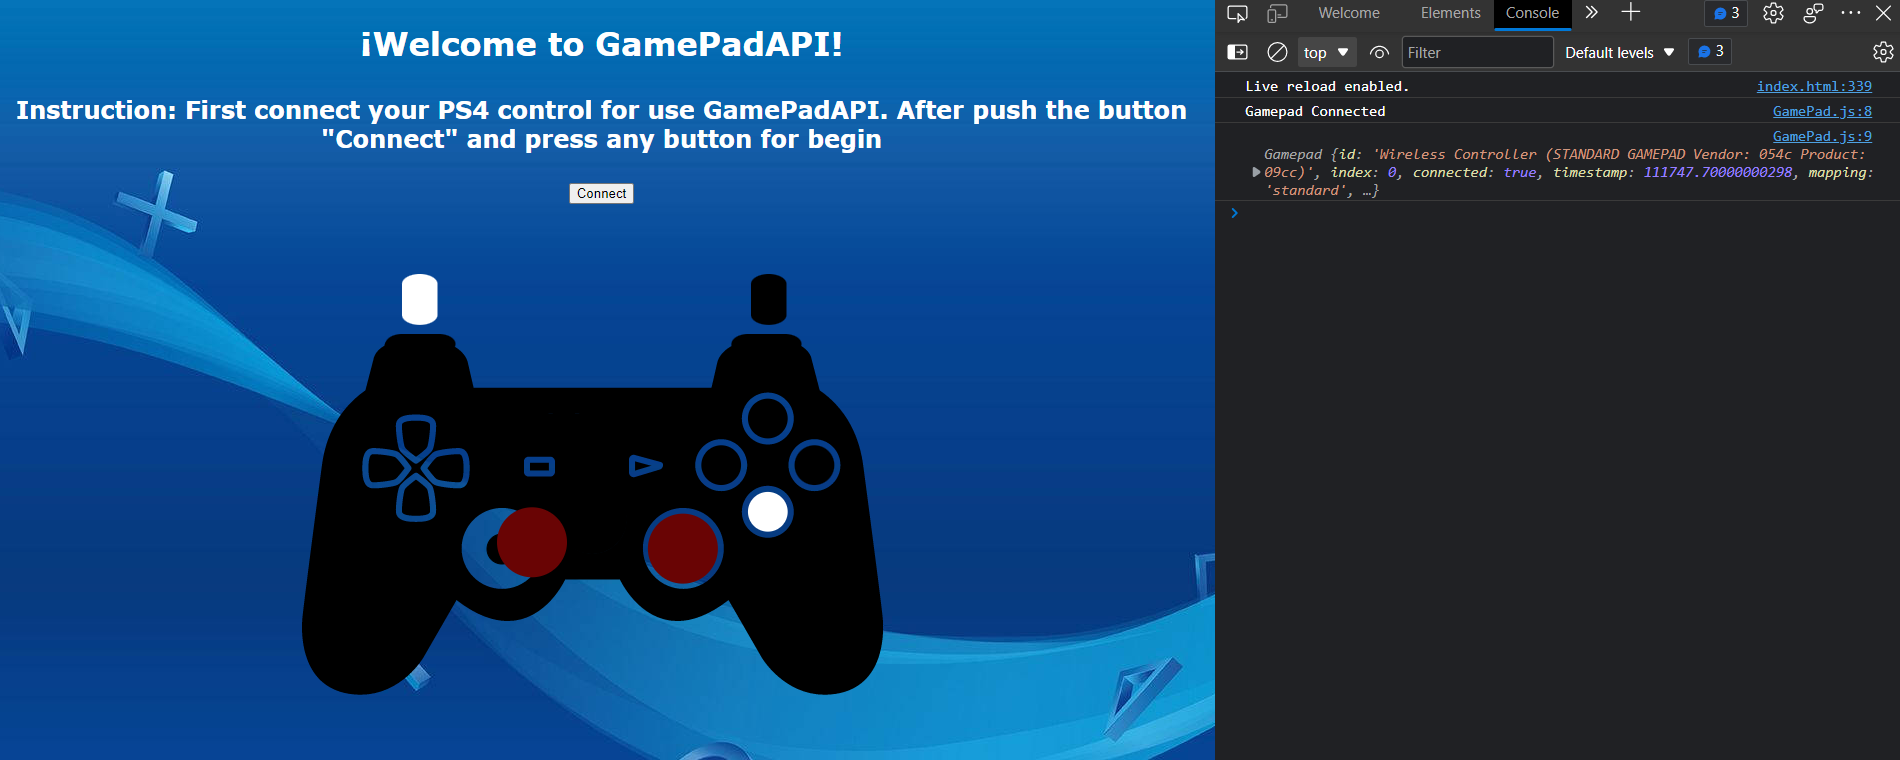 ¡Welcome to GamePadAPI!
Instruction: First connect your PS4 control for use GamePadAPI. After push the button
"Connect" and press any button for begin
Connect
Welcome Elements Console 3
top Filter Default levels 3
Live reload enabled. index.html:339
Gamepad Connected GamePad.js:8
GamePad.js:9
Gamepad {id: 'Wireless Controller (STANDARD GAMEPAD Vendor: 054c Product:
09cc)', index: 0, connected: true, timestamp: 111747.70000000298, mapping:
'standard', …}